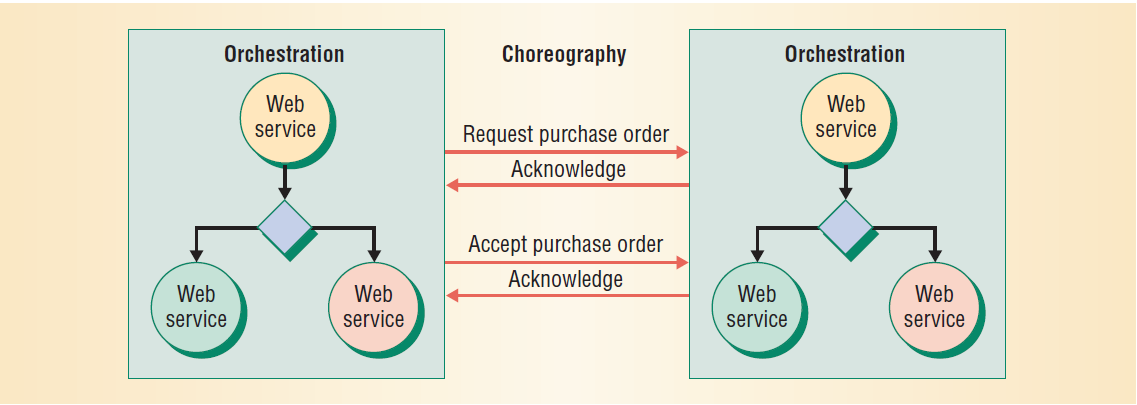 Orchestration
Web
service
Web
service
Web
service
Choreography
Request purchase order
Acknowledge
Accept purchase order
Acknowledge
Orchestration
Web
service
Web
service
Web
service